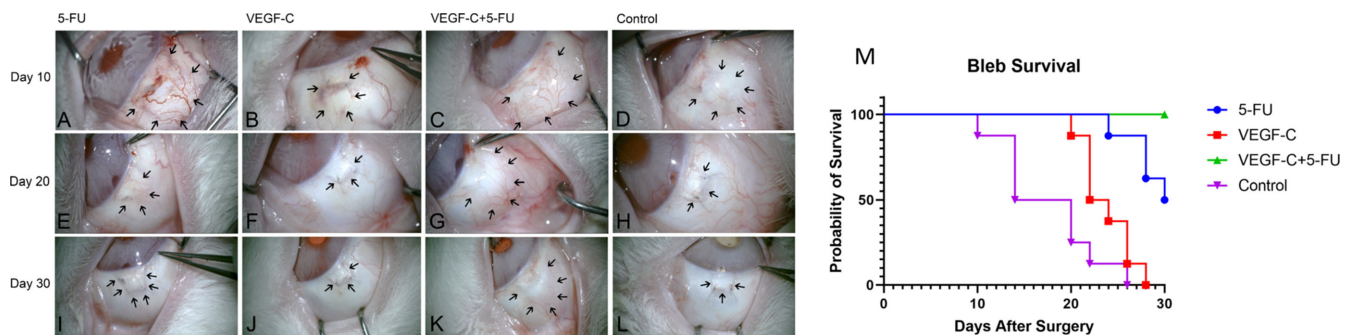 5-FU VEGF-C VEGF-C+5-FU Control
Day 10
A B C D
Day 20
E F G H
Day 30
I J K L
M
Bleb Survival
Probability of Survival
100
50
0
0 10 20 30
Days After Surgery
5-FU
VEGF-C
VEGF-C+5-FU
Control